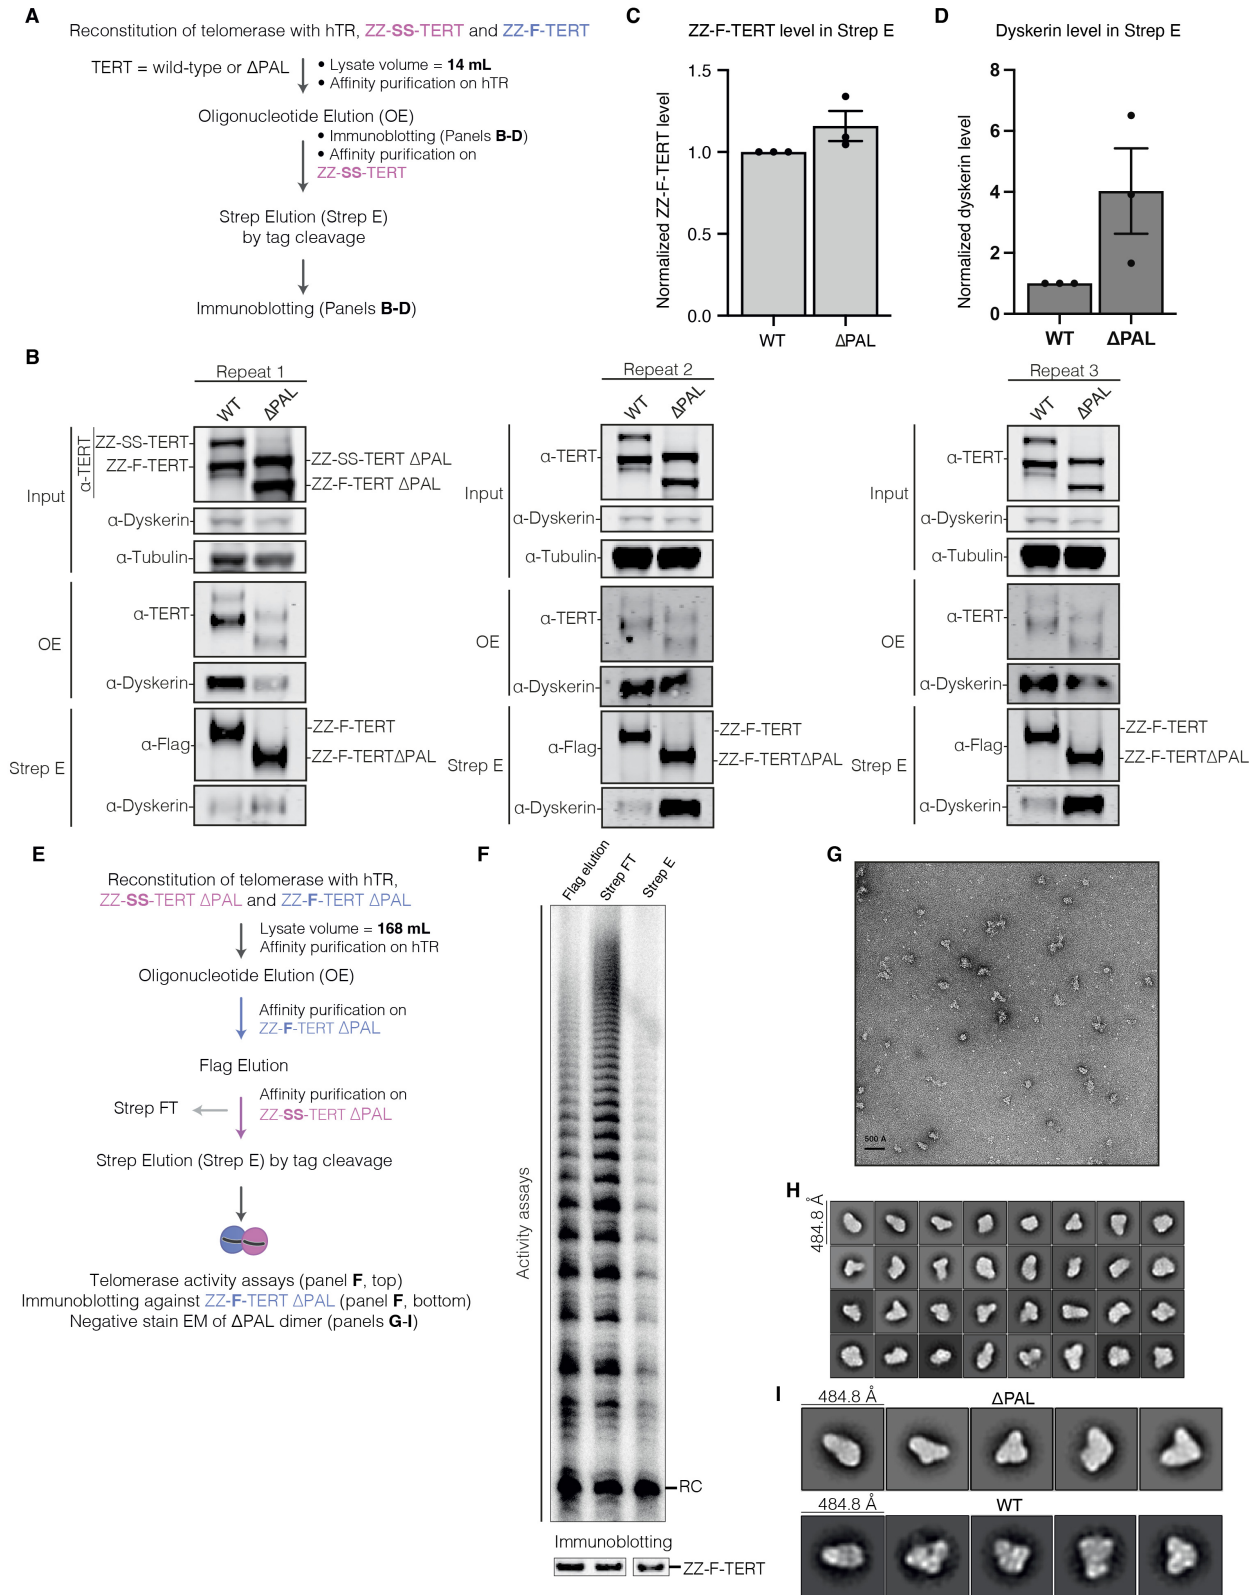 A
Reconstitution of telomerase with hTR, ZZ-SS-TERT and ZZ-F-TERT
TERT = wild-type or ΔPAL
• Lysate volume = 14 mL
• Affinity purification on hTR
Oligonucleotide Elution (OE)
• Immunoblotting (Panels B-D)
• Affinity purification on
ZZ-SS-TERT
Strep Elution (Strep E)
by tag cleavage
Immunoblotting (Panels B-D)
C
ZZ-F-TERT level in Strep E
Normalized ZZ-F-TERT level
1.5
1.0
0.5
0.0
WT
ΔPAL
D
Dyskerin level in Strep E
Normalized dyskerin level
8
6
4
2
0
WT
ΔPAL
B
Repeat 1
WT
ΔPAL
Input
α-TERT
ZZ-SS-TERT
ZZ-F-TERT
ZZ-SS-TERT ΔPAL
ZZ-F-TERT ΔPAL
α-Dyskerin
α-Tubulin
OE
α-TERT
α-Dyskerin
Strep E
α-Flag
ZZ-F-TERT
ZZ-F-TERTΔPAL
α-Dyskerin
Repeat 2
WT
ΔPAL
Input
α-TERT
α-Dyskerin
α-Tubulin
OE
α-TERT
α-Dyskerin
Strep E
α-Flag
ZZ-F-TERT
ZZ-F-TERTΔPAL
α-Dyskerin
Repeat 3
WT
ΔPAL
Input
α-TERT
α-Dyskerin
α-Tubulin
OE
α-TERT
α-Dyskerin
Strep E
α-Flag
ZZ-F-TERT
ZZ-F-TERTΔPAL
α-Dyskerin
E
Reconstitution of telomerase with hTR,
ZZ-SS-TERT ΔPAL and ZZ-F-TERT ΔPAL
Lysate volume = 168 mL
Affinity purification on hTR
Oligonucleotide Elution (OE)
Affinity purification on
ZZ-F-TERT ΔPAL
Flag Elution
Strep FT
Affinity purification on
ZZ-SS-TERT ΔPAL
Strep Elution (Strep E) by tag cleavage
Telomerase activity assays (panel F, top)
Immunoblotting against ZZ-F-TERT ΔPAL (panel F, bottom)
Negative stain EM of ΔPAL dimer (panels G-I)
F
Flag elution
Strep FT
Strep E
Activity assays
RC
Immunoblotting
ZZ-F-TERT
G
500 Å
H
484.8 Å
I
484.8 Å
ΔPAL
484.8 Å
WT